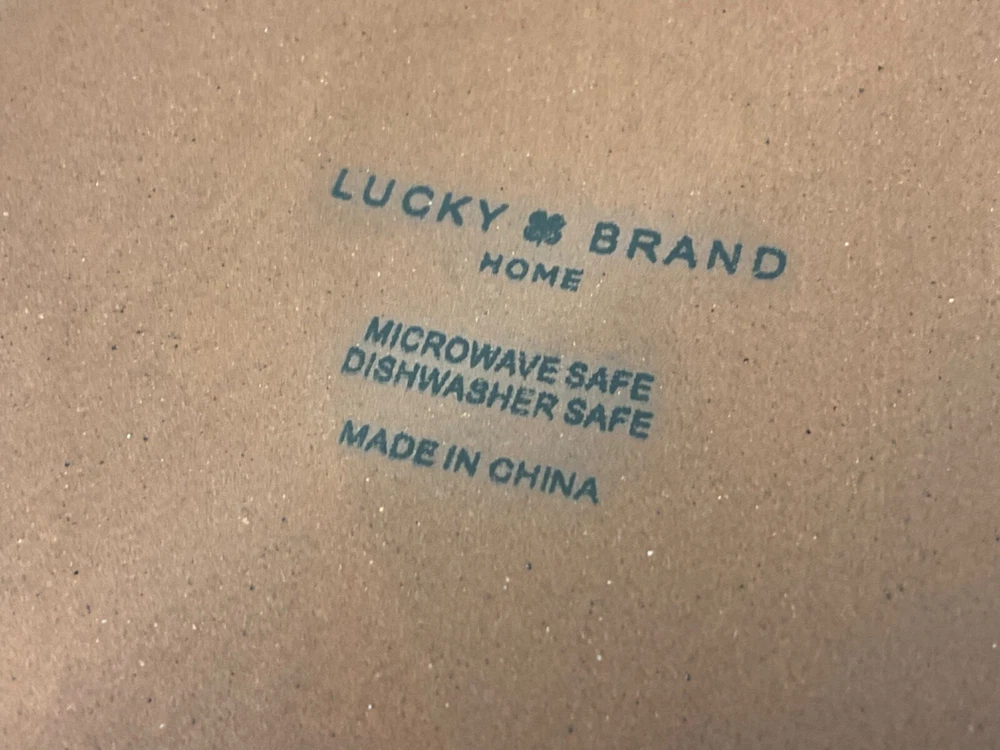 LUCKY BRAND
HOME
MICROWAVE SAFE
DISHWASHER SAFE
MADE IN CHINA